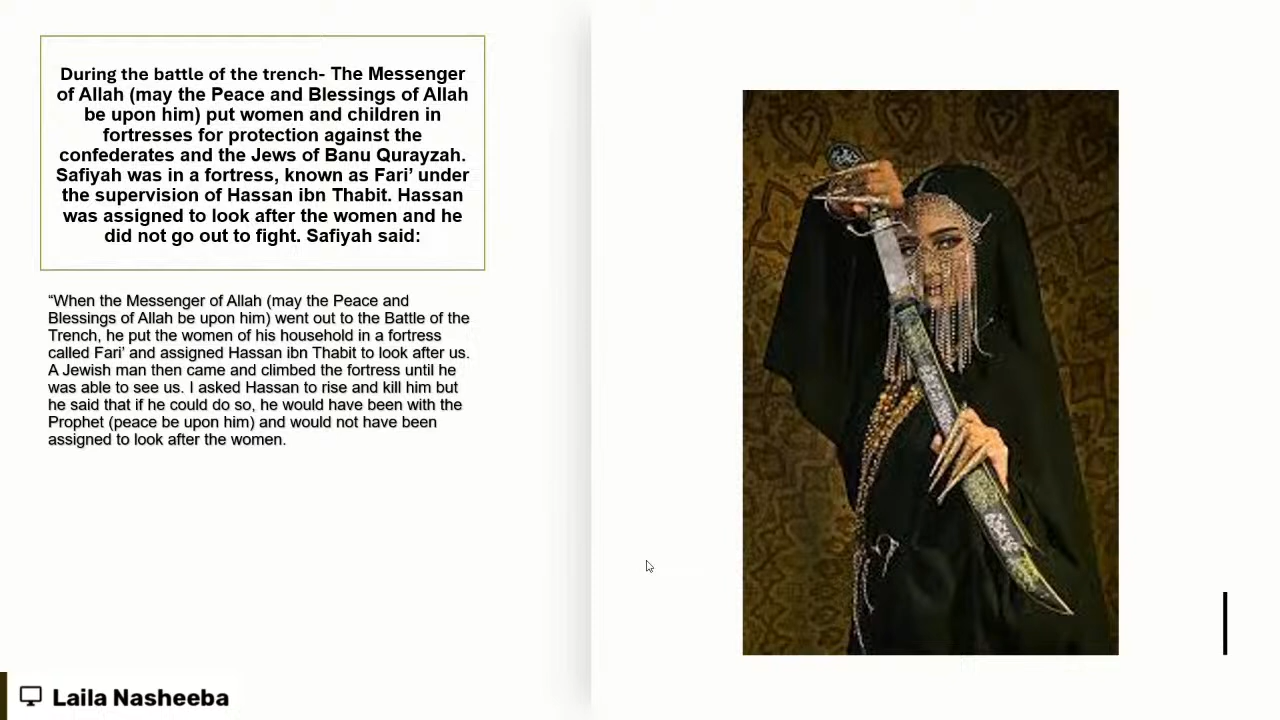 During the battle of the trench- The Messenger
of Allah (may the Peace and Blessings of Allah
be upon him) put women and children in
fortresses for protection against the
confederates and the Jews of Banu Qurayzah.
Safiyah was in a fortress, known as Fari’ under
the supervision of Hassan ibn Thabit. Hassan
was assigned to look after the women and he
did not go out to fight. Safiyah said:
“When the Messenger of Allah (may the Peace and
Blessings of Allah be upon him) went out to the Battle of the
Trench, he put the women of his household in a fortress
called Fari’ and assigned Hassan ibn Thabit to look after us.
A Jewish man then came and climbed the fortress until he
was able to see us. I asked Hassan to rise and kill him but
he said that if he could do so, he would have been with the
Prophet (peace be upon him) and would not have been
assigned to look after the women.
Laila Nasheeba